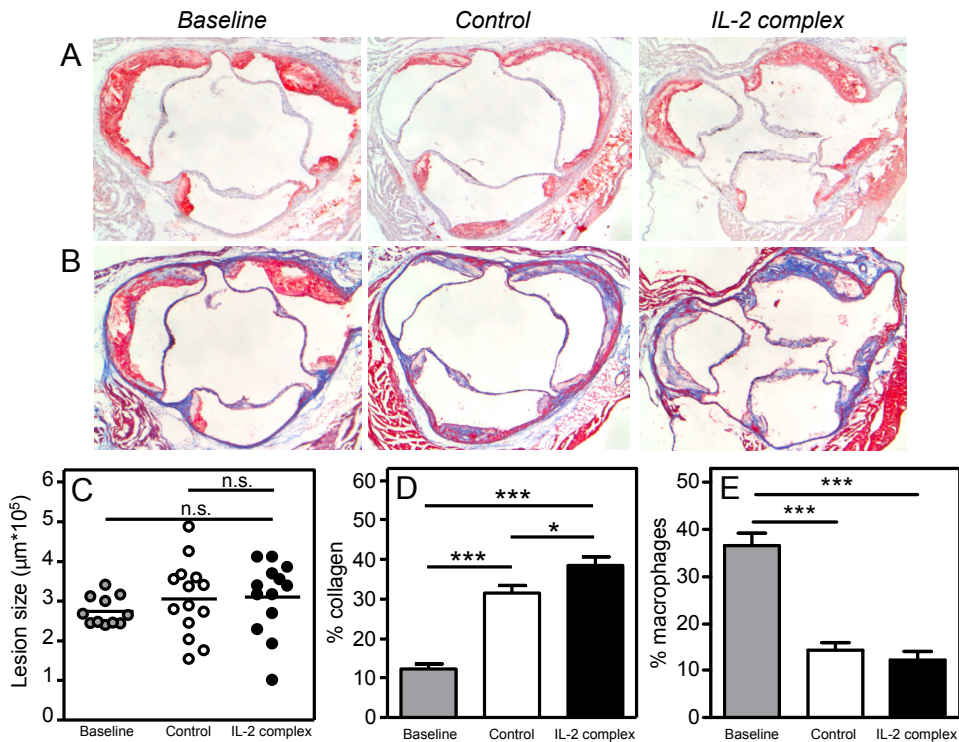 Baseline Control IL-2 complex
A
B
C
n.s.
n.s.
Lesion size (µm*10⁵)
6
5
4
3
2
1
0
Baseline Control IL-2 complex
D
***
***
*
% collagen
50
40
30
20
10
0
Baseline Control IL-2 complex
E
***
***
% macrophages
50
40
30
20
10
0
Baseline Control IL-2 complex